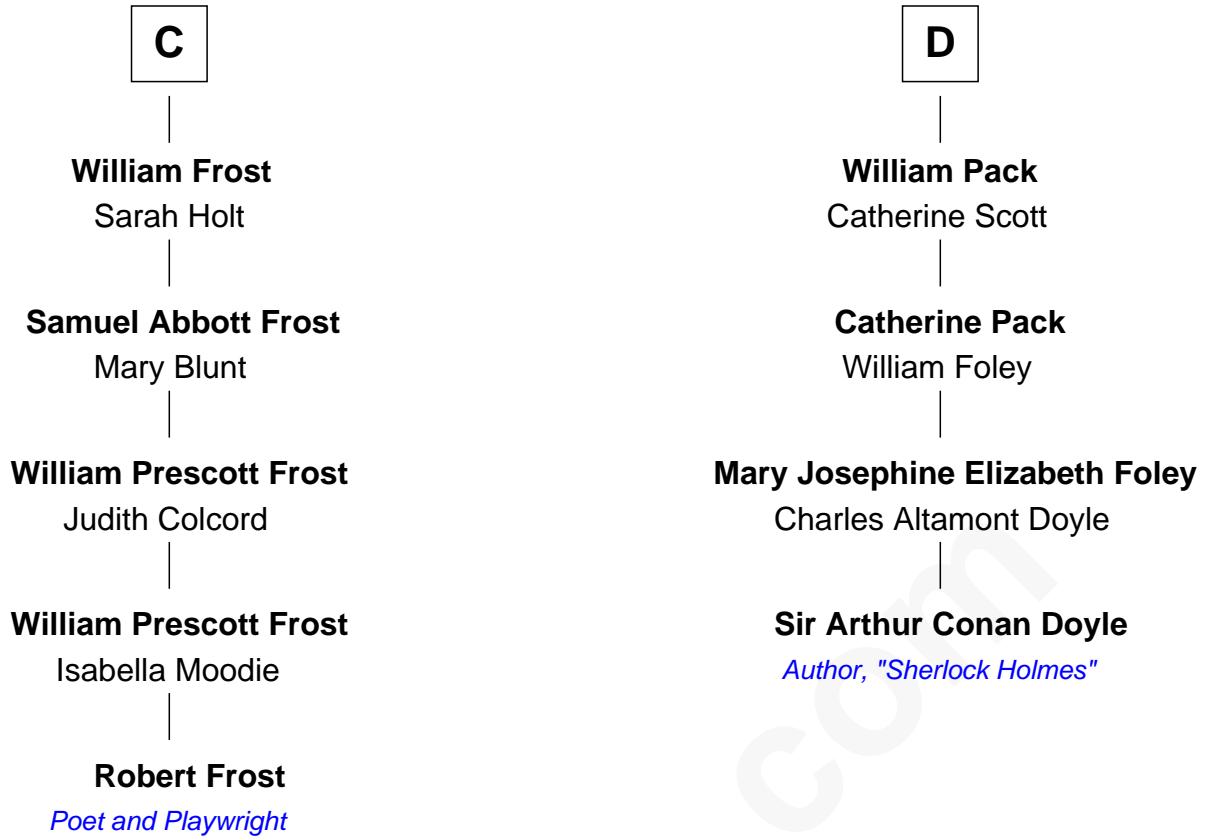 C
William Frost
Sarah Holt
Samuel Abbott Frost
Mary Blunt
William Prescott Frost
Judith Colcord
William Prescott Frost
Isabella Moodie
Robert Frost
Poet and Playwright
D
William Pack
Catherine Scott
Catherine Pack
William Foley
Mary Josephine Elizabeth Foley
Charles Altamont Doyle
Sir Arthur Conan Doyle
Author, "Sherlock Holmes"
com